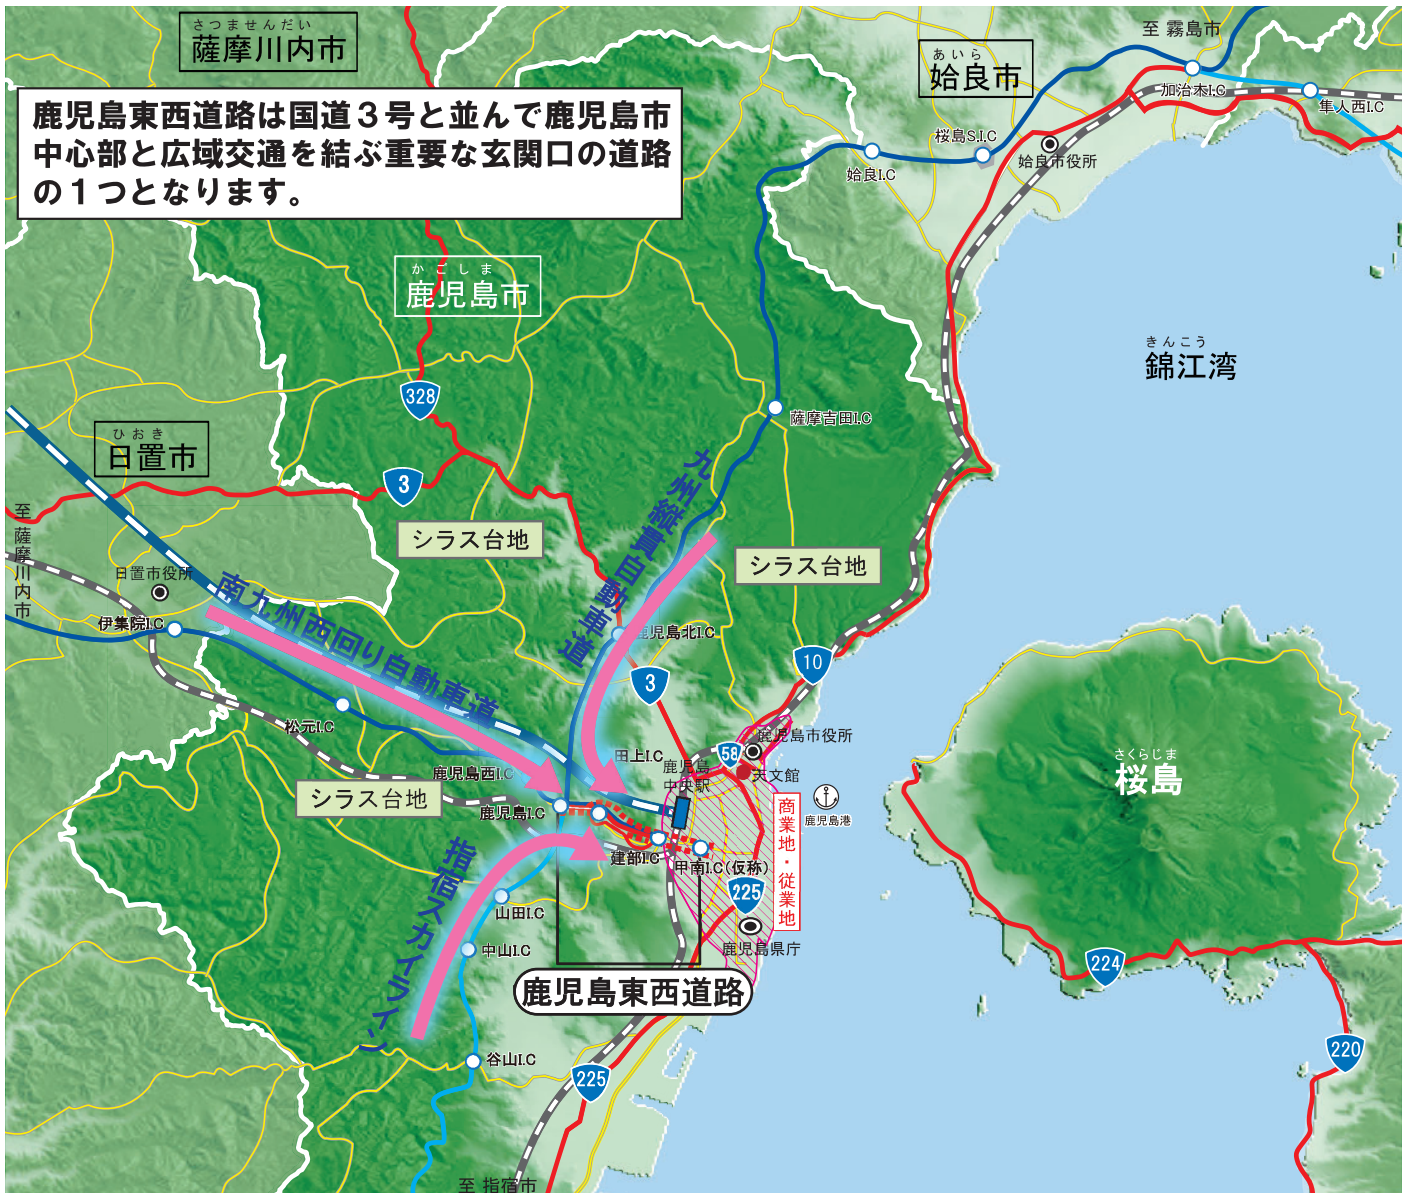 さつませんだい
薩摩川内市
鹿児島東西道路は国道３号と並んで鹿児島市
中心部と広域交通を結ぶ重要な玄関口の道路
の１つとなります。
至 霧島市
あいら
姶良市
加治木I.C
隼人西I.C
桜島S.I.C
姶良市役所
姶良I.C
かごしま
鹿児島市
きんこう
錦江湾
328
薩摩吉田I.C
ひおき
日置市
3
シラス台地
九州縦貫自動車道
シラス台地
至 薩摩川内市
日置市役所
伊集院I.C
南九州西回り自動車道
鹿児島北I.C
10
3
松元I.C
鹿児島西I.C
田上I.C
58
鹿児島市役所
鹿児島
中央駅
天文館
さくらじま
桜島
シラス台地
鹿児島I.C
商業地・従業地
鹿児島港
建部I.C
甲南I.C(仮称)
指宿スカイライン
225
山田I.C
中山I.C
鹿児島県庁
224
鹿児島東西道路
谷山I.C
225
220
至 指宿市